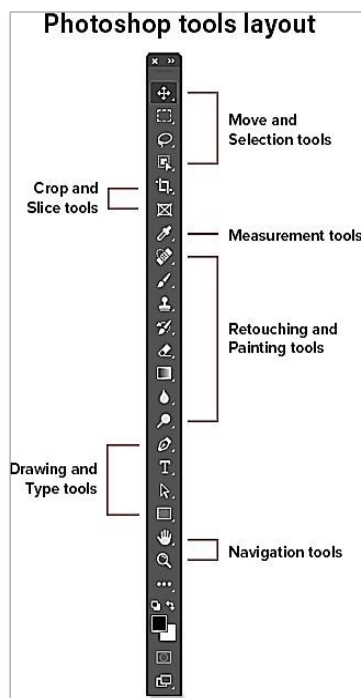 Photoshop tools layout
Move and
Selection tools
Crop and
Slice tools
Measurement tools
Retouching and
Painting tools
Drawing and
Type tools
Navigation tools